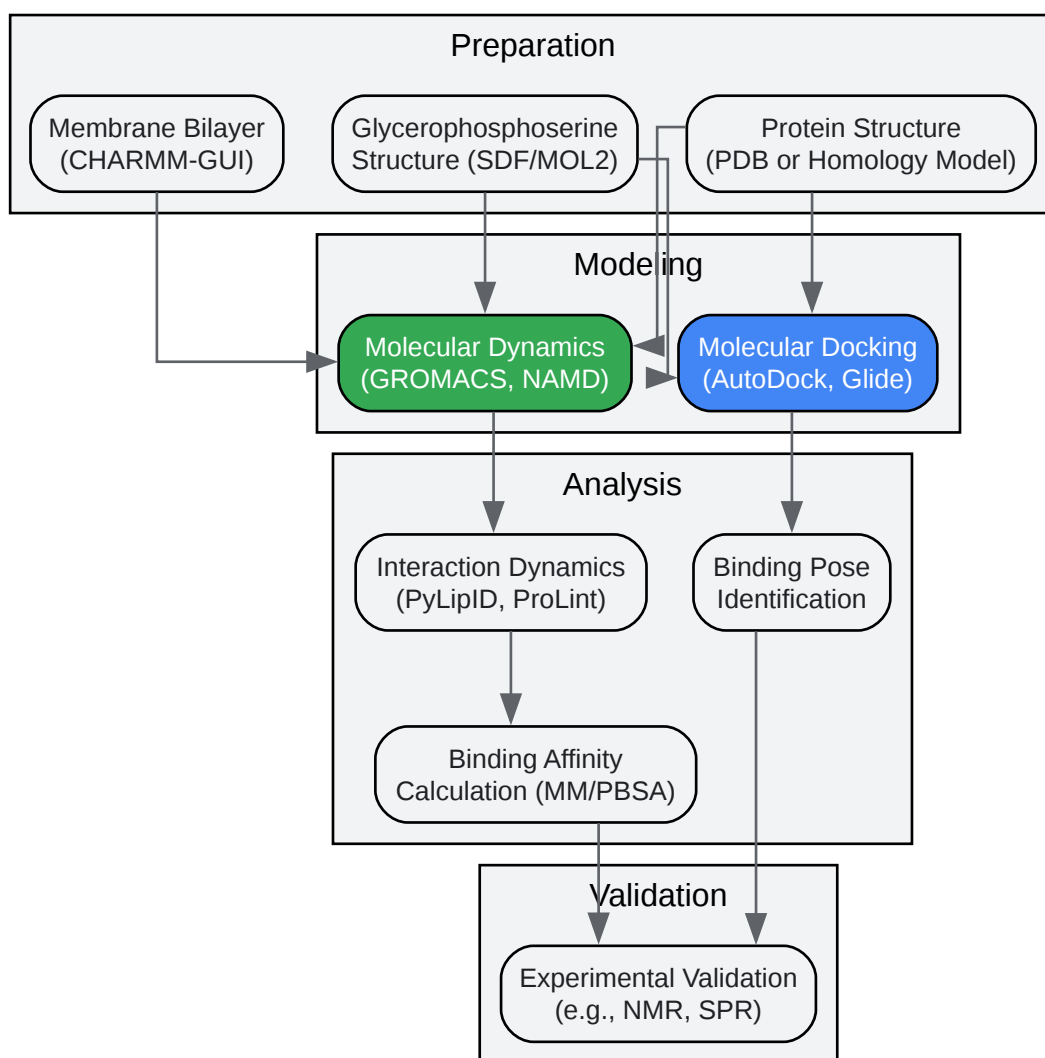 Preparation
Membrane Bilayer
(CHARMM-GUI)
Glycerophosphoserine
Structure (SDF/MOL2)
Protein Structure
(PDB or Homology Model)
Modeling
Molecular Dynamics
(GROMACS, NAMD)
Molecular Docking
(AutoDock, Glide)
Analysis
Interaction Dynamics
(PyLipID, ProLint)
Binding Pose
Identification
Binding Affinity
Calculation (MM/PBSA)
Validation
Experimental Validation
(e.g., NMR, SPR)